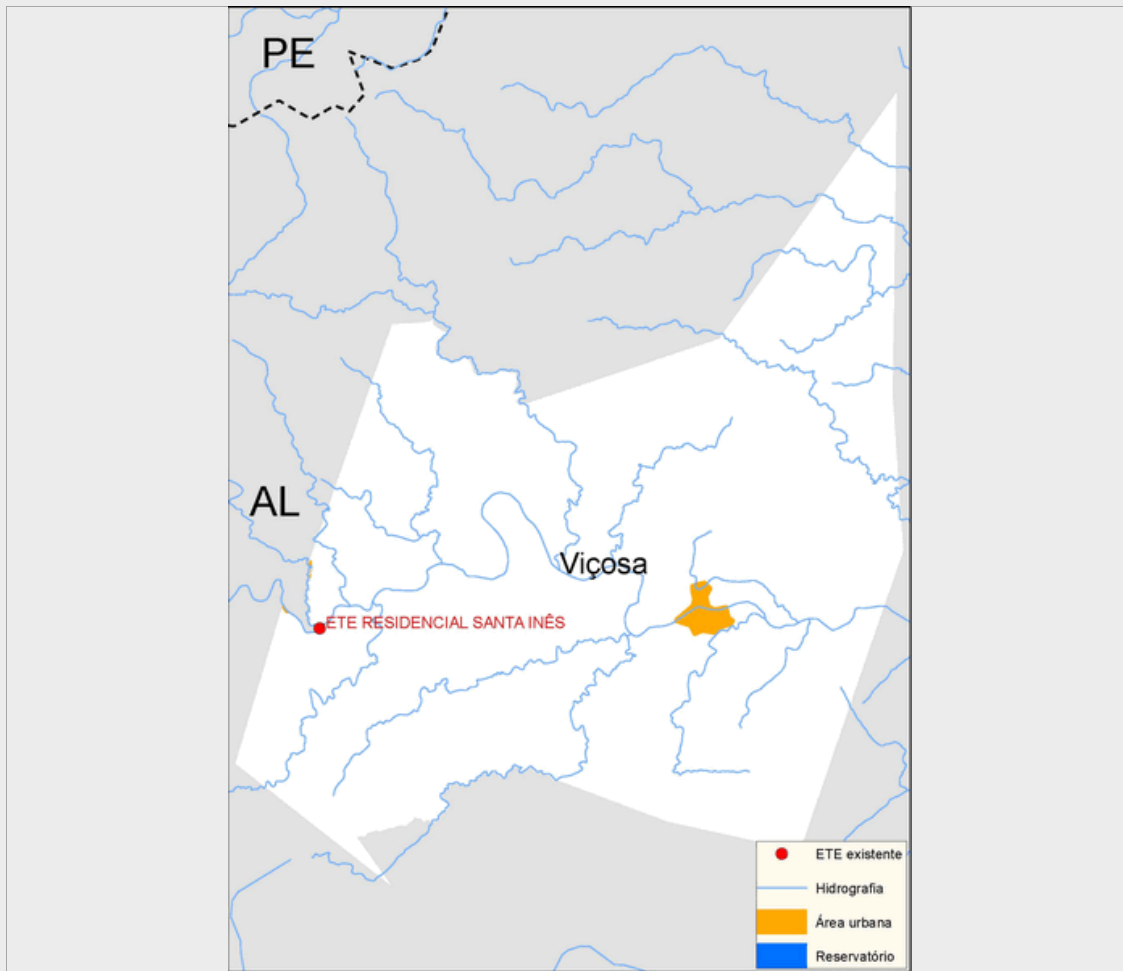 PE
AL
Viçosa
ETE RESIDENCIAL SANTA INÊS
ETE existente
Hidrografia
Área urbana
Reservatório